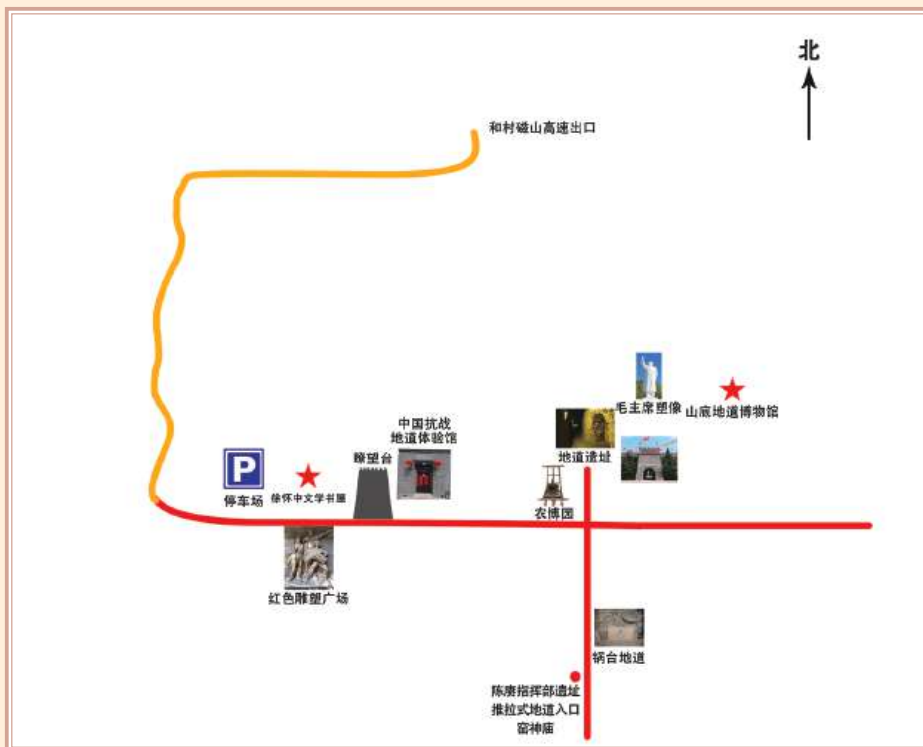 北
和村磁山高速出口
毛主席塑像
山底地道博物馆
中国抗战
地道体验馆
瞭望台
地道遗址
P
停车场
徐怀中文学书屋
农博园
红色雕塑广场
锅台地道
陈赓指挥部遗址
推拉式地道入口
窑神庙